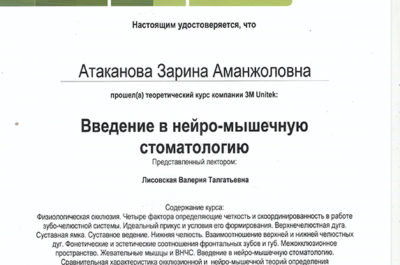 Настоящим удостоверяется, что
Атаканова Зарина Аманжоловна
прошел(а) теоретический курс компании 3M Unitek:
Введение в нейро-мышечную
стоматологию
Представленный лектором:
Лисовская Валерия Талгатьевна
Содержание курса:
Физиологическая окклюзия. Четыре фактора определяющие четкость и скоординированность в работе
зубо-челюстной системы. Идеальный прикус и условия его формирования. Верхнечелюстная дуга.
Суставная ямка. Суставное ведение. Нижняя челюсть. Взаимоотношение верхней и нижней челюстных
дуг. Фонетические и эстетические соотношения фронтальных зубов и губ. Межокклюзионное
пространство. Жевательные мышцы и ВНЧС. Введение в нейро-мышечную стоматологию.
Сравнительная характеристика окклюзионной и нейро-мышечной теорий определения